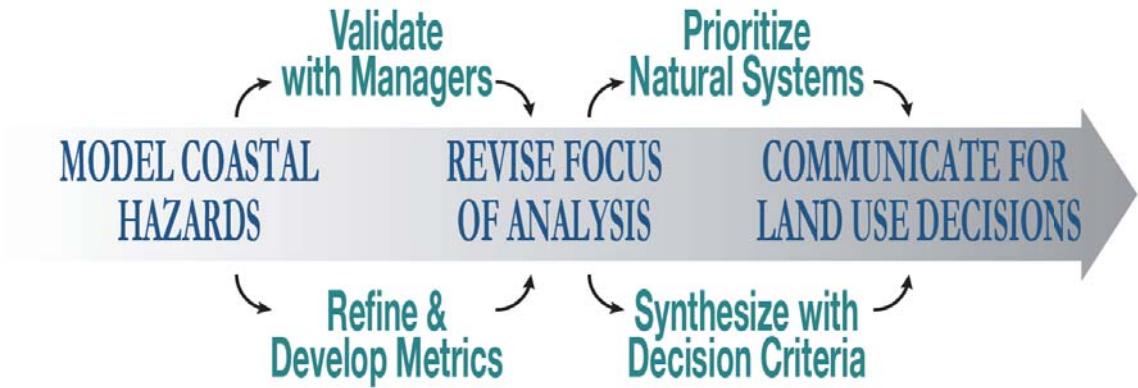 Validate
with Managers
Prioritize
Natural Systems
MODEL COASTAL
HAZARDS
REVISE FOCUS
OF ANALYSIS
COMMUNICATE FOR
LAND USE DECISIONS
Refine &
Develop Metrics
Synthesize with
Decision Criteria